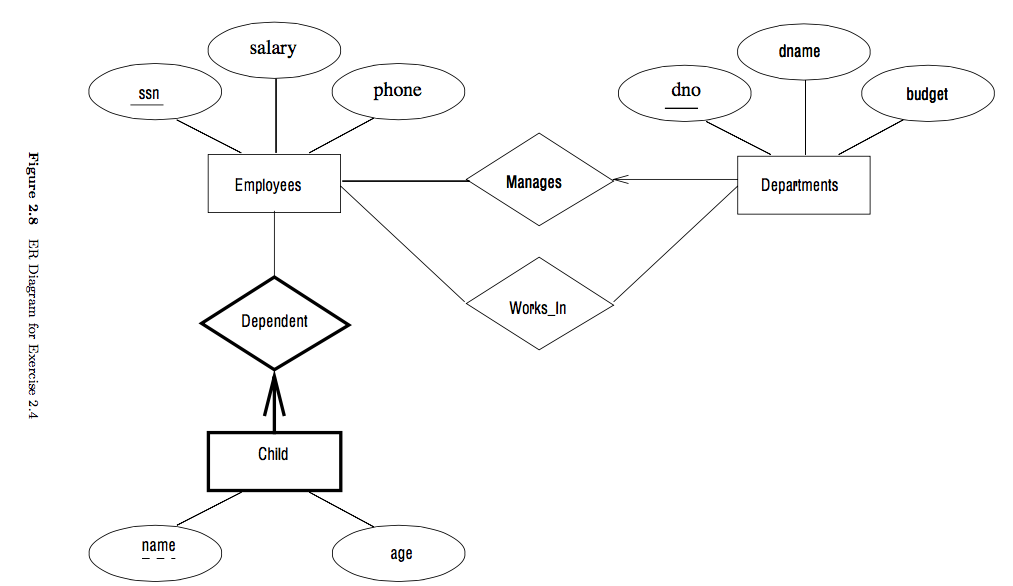 salary
ssn
phone
dname
dno
budget
Employees
Manages
Departments
Works_In
Dependent
Child
name
age
Figure 2.8 ER Diagram for Exercise 2.4